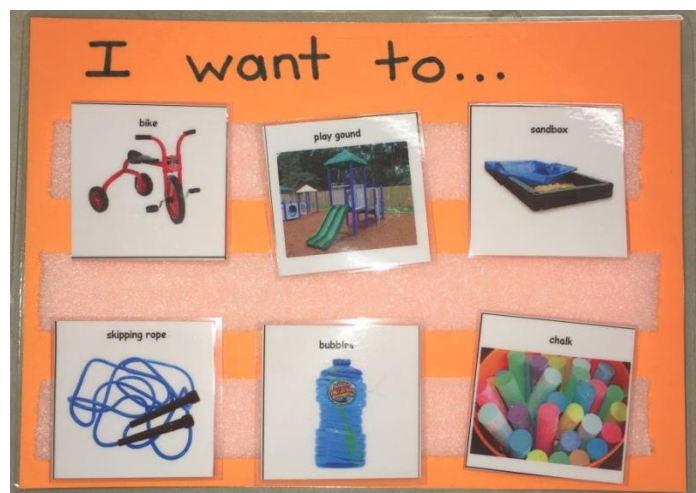 I want to...
bike
play gound
sandbox
skipping rope
bubbles
chalk